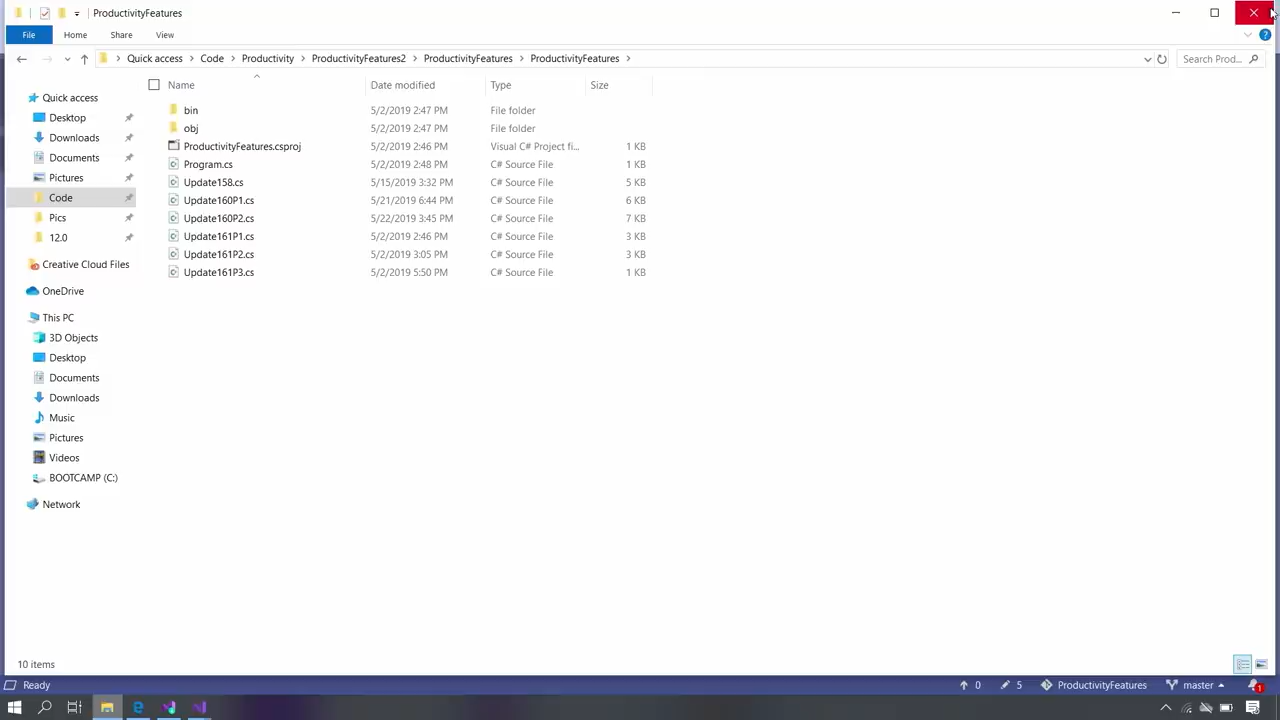 ProductivityFeatures
File Home Share View
Quick access Code Productivity ProductivityFeatures2 ProductivityFeatures ProductivityFeatures
Search Prod...
Name Date modified Type Size
bin 5/2/2019 2:47 PM File folder
obj 5/2/2019 2:47 PM File folder
ProductivityFeatures.csproj 5/2/2019 2:46 PM Visual C# Project fi... 1 KB
Program.cs 5/2/2019 2:48 PM C# Source File 1 KB
Update158.cs 5/15/2019 3:32 PM C# Source File 5 KB
Update160P1.cs 5/21/2019 6:44 PM C# Source File 6 KB
Update160P2.cs 5/22/2019 3:45 PM C# Source File 7 KB
Update161P1.cs 5/2/2019 2:46 PM C# Source File 3 KB
Update161P2.cs 5/2/2019 3:05 PM C# Source File 3 KB
Update161P3.cs 5/2/2019 5:50 PM C# Source File 1 KB
Quick access
Desktop
Downloads
Documents
Pictures
Code
Pics
12.0
Creative Cloud Files
OneDrive
This PC
3D Objects
Desktop
Documents
Downloads
Music
Pictures
Videos
BOOTCAMP (C:)
Network
10 items
Ready 0 5 ProductivityFeatures master 1